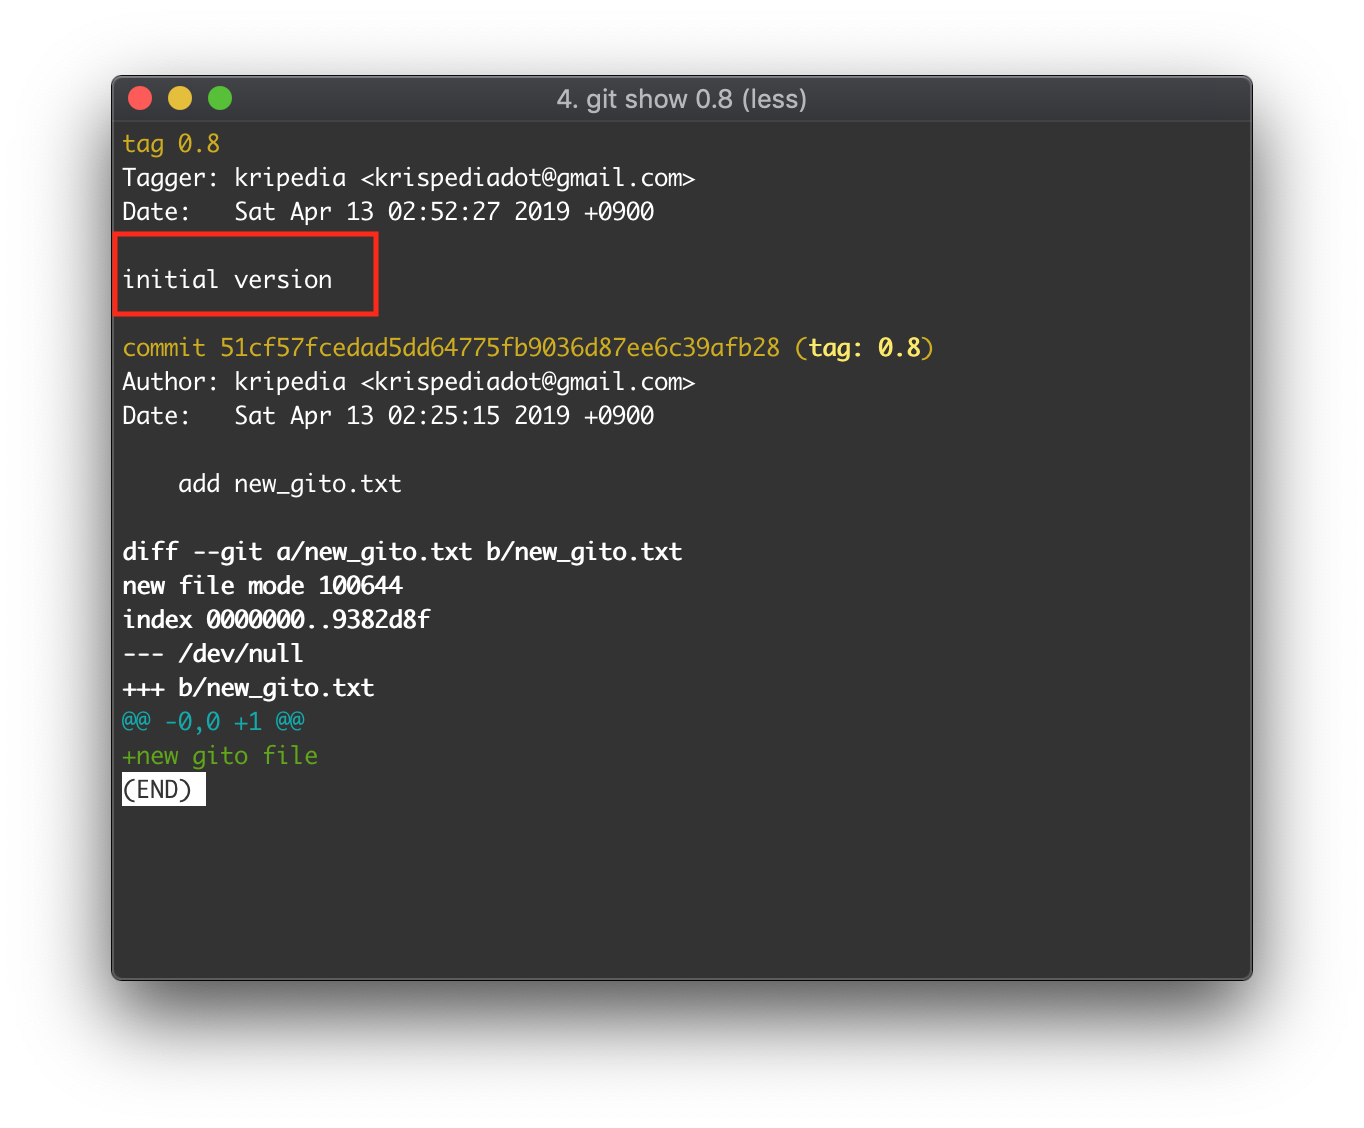 4. git show 0.8 (less)
tag 0.8
Tagger: kripedia <krispediadot@gmail.com>
Date:   Sat Apr 13 02:52:27 2019 +0900
initial version
commit 51cf57fcedad5dd64775fb9036d87ee6c39afb28 (tag: 0.8)
Author: kripedia <krispediadot@gmail.com>
Date:   Sat Apr 13 02:25:15 2019 +0900
    add new_gito.txt
diff --git a/new_gito.txt b/new_gito.txt
new file mode 100644
index 0000000..9382d8f
--- /dev/null
+++ b/new_gito.txt
@@ -0,0 +1 @@
+new gito file
(END)